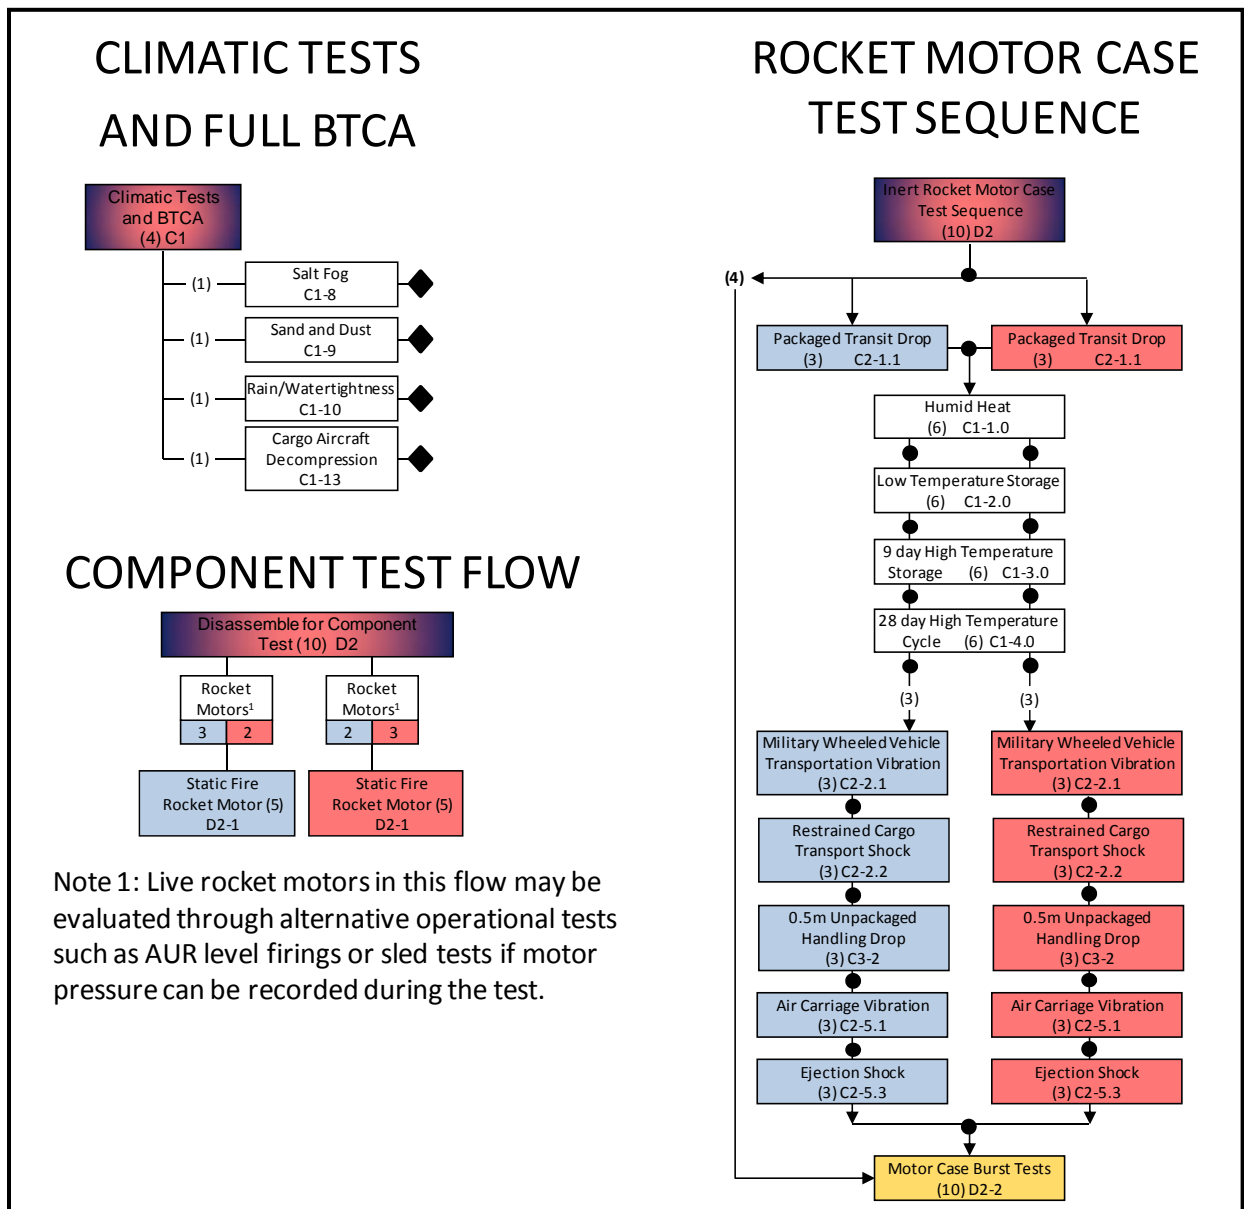 CLIMATIC TESTS
AND FULL BTCA
Climatic Tests
and BTCA
(4) C1
(1)
Salt Fog
C1-8
(1)
Sand and Dust
C1-9
(1)
Rain/Watertightness
C1-10
(1)
Cargo Aircraft
Decompression
C1-13
COMPONENT TEST FLOW
Disassemble for Component
Test (10) D2
Rocket
Motors1
3 2
Rocket
Motors1
2 3
Static Fire
Rocket Motor (5)
D2-1
Static Fire
Rocket Motor (5)
D2-1
Note 1: Live rocket motors in this flow may be
evaluated through alternative operational tests
such as AUR level firings or sled tests if motor
pressure can be recorded during the test.
ROCKET MOTOR CASE
TEST SEQUENCE
Inert Rocket Motor Case
Test Sequence
(10) D2
(4)
Packaged Transit Drop
(3) C2-1.1
Packaged Transit Drop
(3) C2-1.1
Humid Heat
(6) C1-1.0
Low Temperature Storage
(6) C1-2.0
9 day High Temperature
Storage (6) C1-3.0
28 day High Temperature
Cycle (6) C1-4.0
(3)
(3)
Military Wheeled Vehicle
Transportation Vibration
(3) C2-2.1
Military Wheeled Vehicle
Transportation Vibration
(3) C2-2.1
Restrained Cargo
Transport Shock
(3) C2-2.2
Restrained Cargo
Transport Shock
(3) C2-2.2
0.5m Unpackaged
Handling Drop
(3) C3-2
0.5m Unpackaged
Handling Drop
(3) C3-2
Air Carriage Vibration
(3) C2-5.1
Air Carriage Vibration
(3) C2-5.1
Ejection Shock
(3) C2-5.3
Ejection Shock
(3) C2-5.3
Motor Case Burst Tests
(10) D2-2